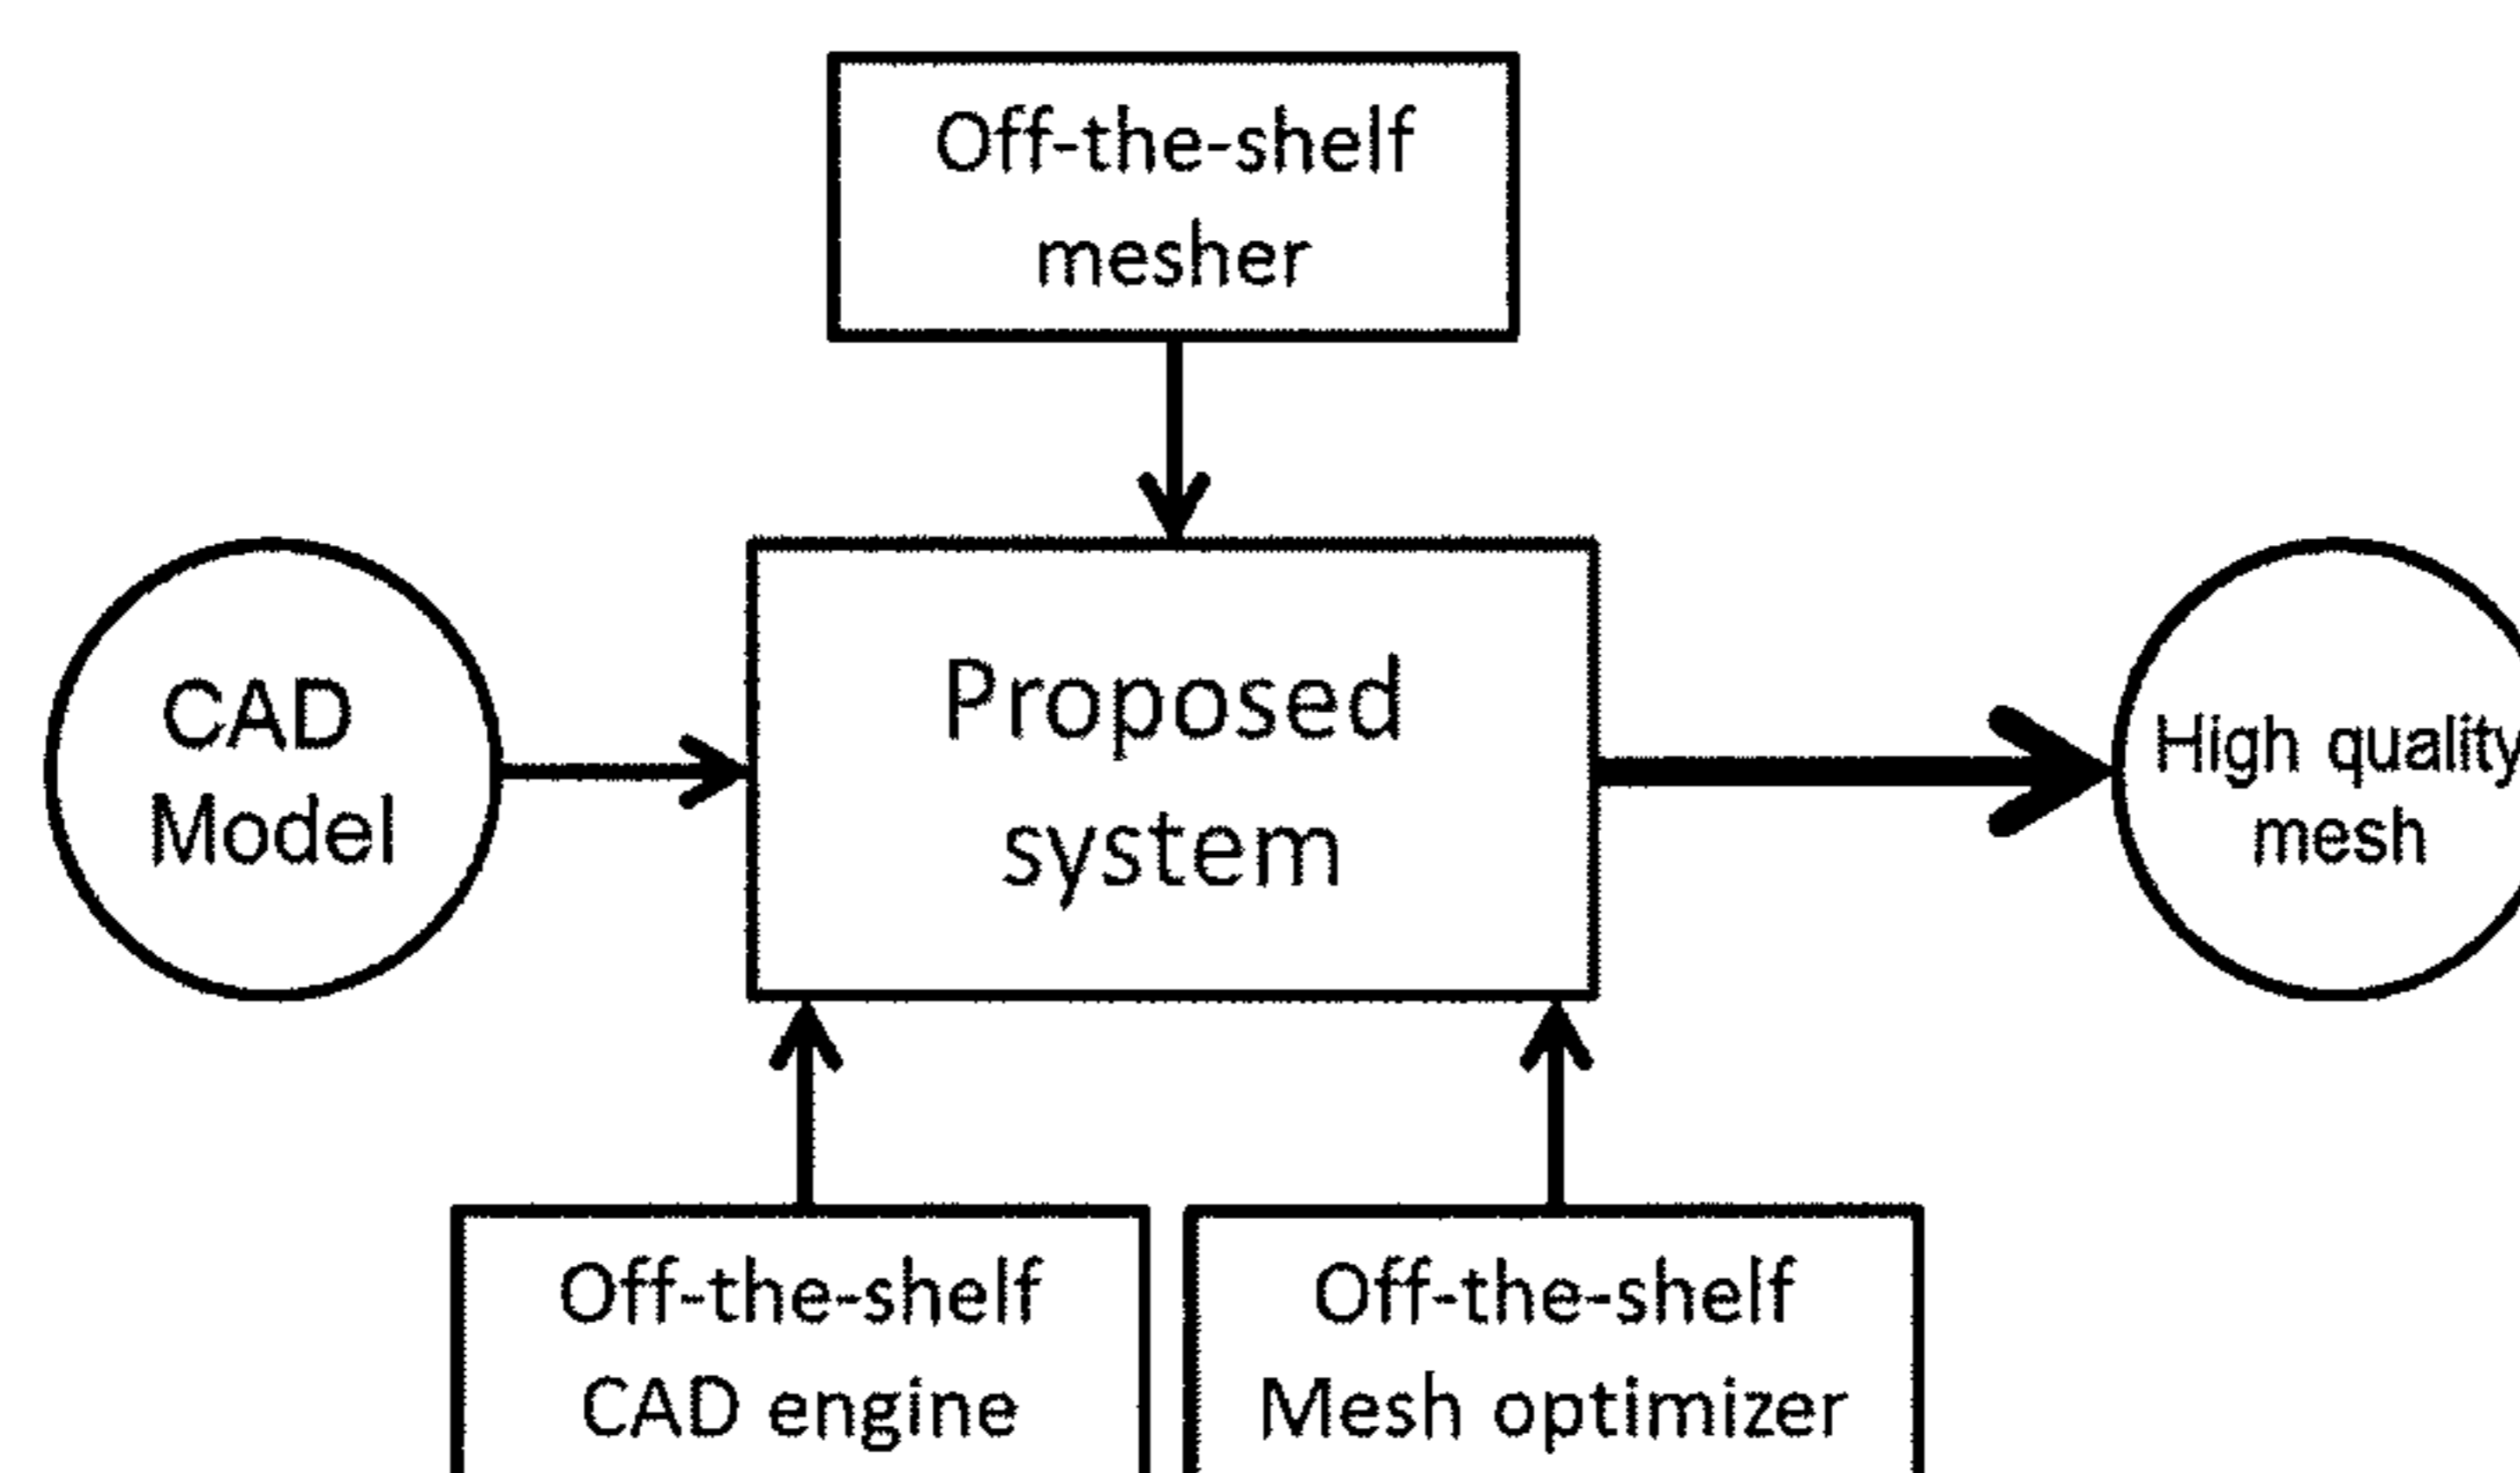 Off-the-shelf
mesher
CAD
Model
Proposed
system
High quality
mesh
Off-the-shelf
CAD engine
Off-the-shelf
Mesh optimizer